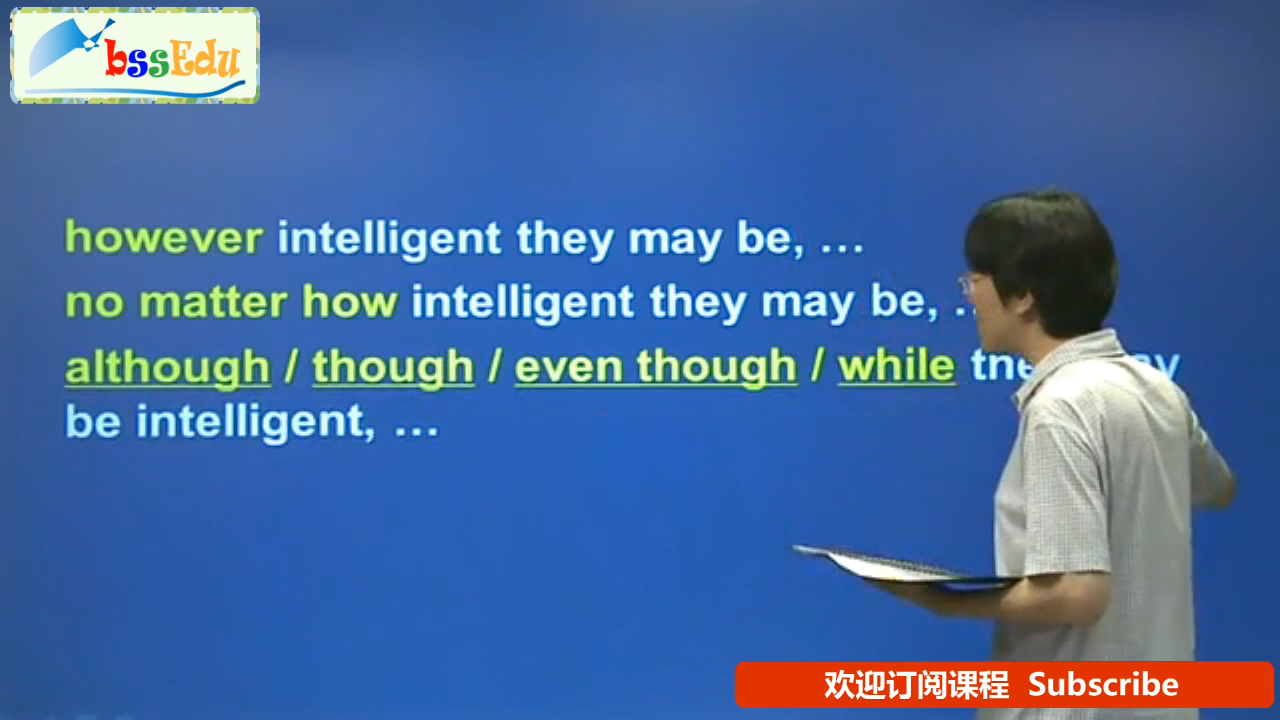 bssEdu
however intelligent they may be, …
no matter how intelligent they may be, …
although / though / even though / while
be intelligent, …
欢迎订阅课程 Subscribe